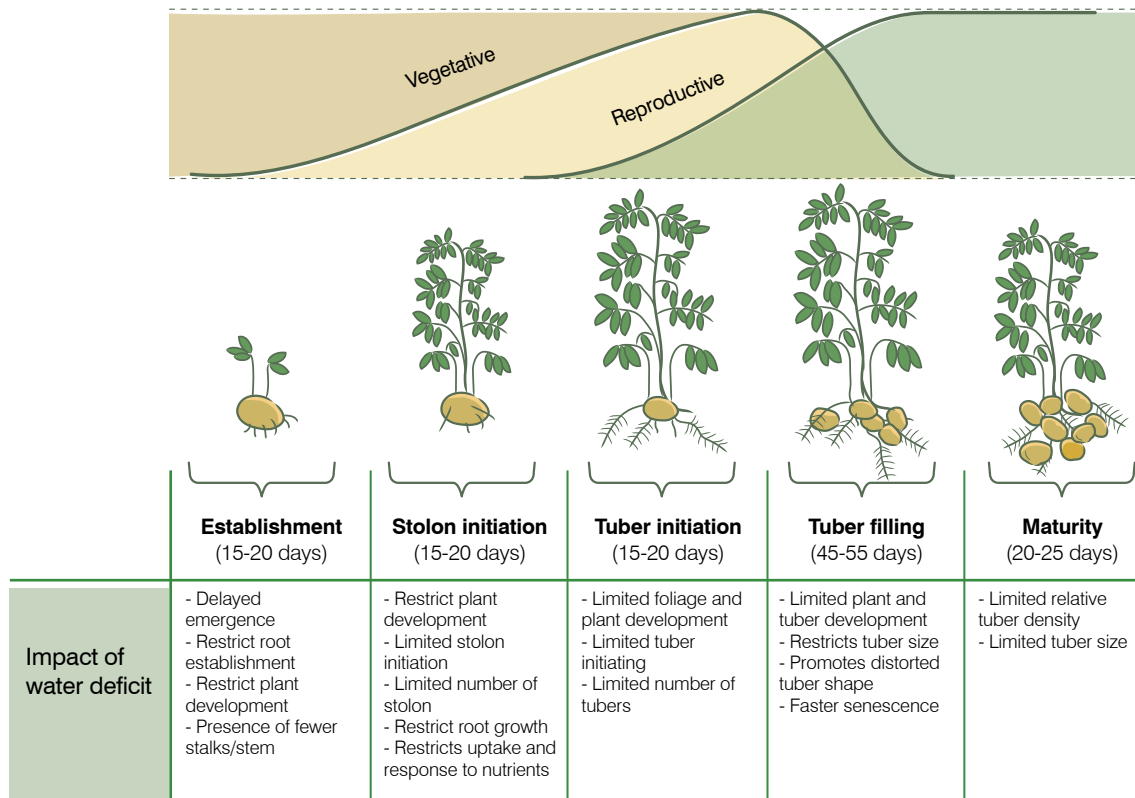 Vegetative
Reproductive
Establishment
(15-20 days)
Stolon initiation
(15-20 days)
Tuber initiation
(15-20 days)
Tuber filling
(45-55 days)
Maturity
(20-25 days)
Impact of
water deficit
- Delayed
emergence
- Restrict root
establishment
- Restrict plant
development
- Presence of fewer
stalks/stem
- Restrict plant
development
- Limited stolon
initiation
- Limited number of
stolon
- Restrict root growth
- Restricts uptake and
response to nutrients
- Limited foliage and
plant development
- Limited tuber
initiating
- Limited number of
tubers
- Limited plant and
tuber development
- Restricts tuber size
- Promotes distorted
tuber shape
- Faster senescence
- Limited relative
tuber density
- Limited tuber size